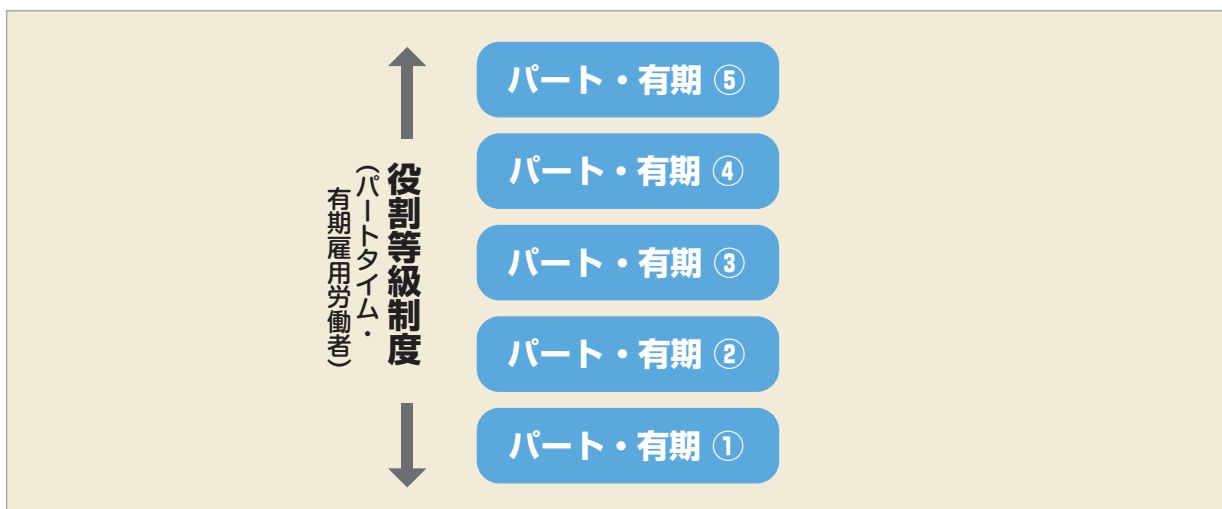 役割等級制度
(パートタイム・
有期雇用労働者)
パート・有期 ⑤
パート・有期 ④
パート・有期 ③
パート・有期 ②
パート・有期 ①